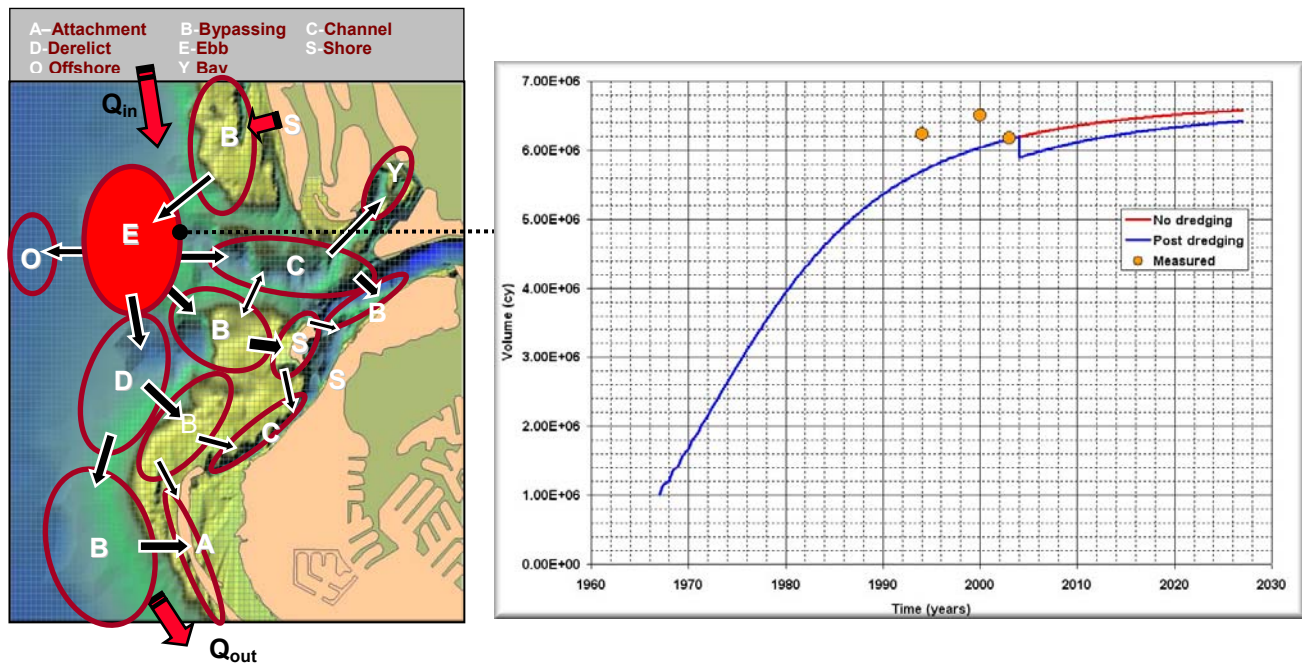 A–Attachment B-Bypassing C-Channel
D-Derelict E-Ebb S-Shore
O Offshore Y Bay
Qin
B
S
Y
E
O
C
B
B
S
D
S
B
C
B
A
Qout
7.00E+06
6.00E+06
5.00E+06
4.00E+06
3.00E+06
2.00E+06
1.00E+06
0.00E+00
Volume (cy)
1960 1970 1980 1990 2000 2010 2020 2030
Time (years)
No dredging
Post dredging
Measured